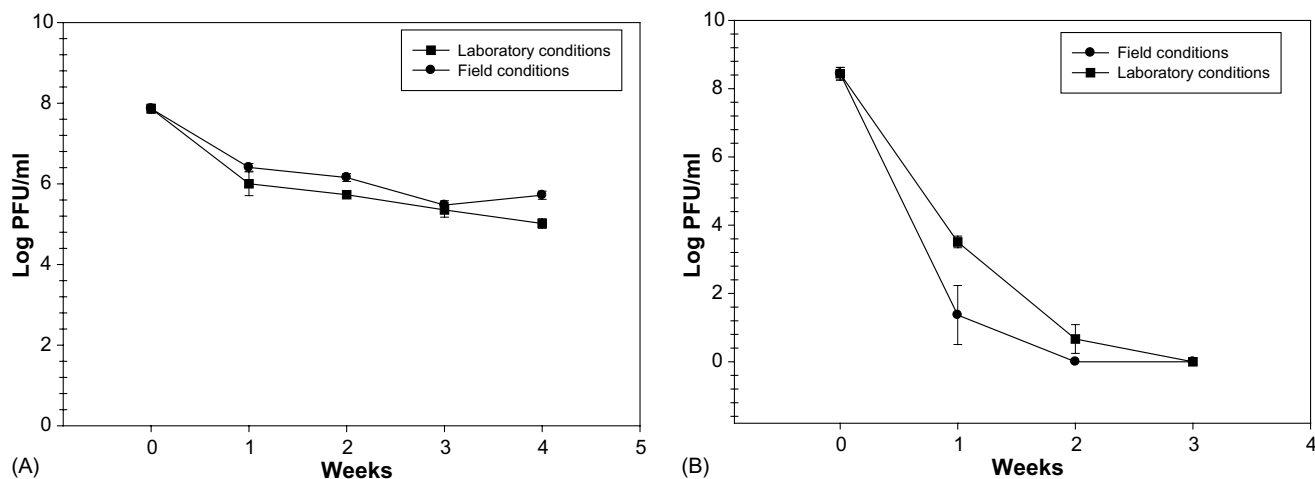 10
8
6
4
2
0
Log PFU/ml
Laboratory conditions
Field conditions
0 1 2 3 4 5
Weeks
(A)
10
8
6
4
2
0
Log PFU/ml
Field conditions
Laboratory conditions
0 1 2 3 4
Weeks
(B)